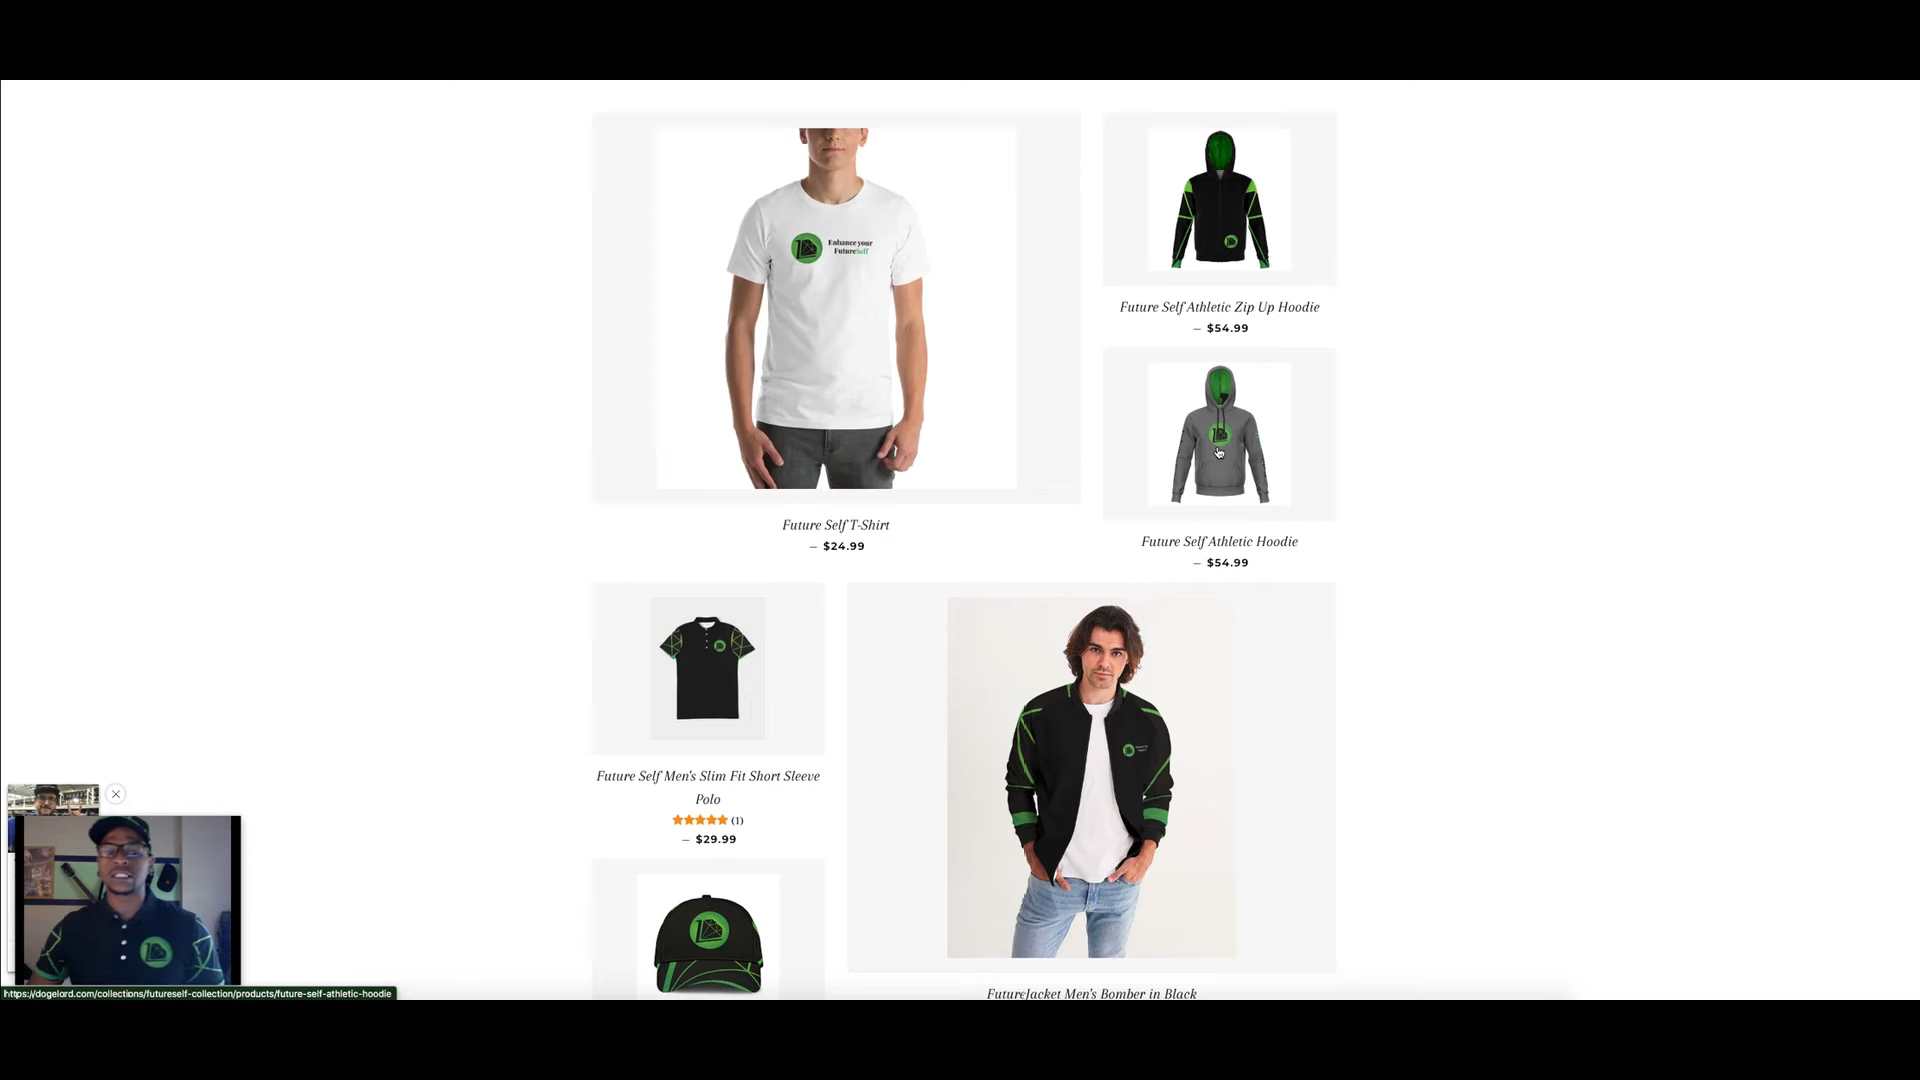 Enhance your
FutureSelf
Future Self Athletic Zip Up Hoodie
— $54.99
Future Self T-Shirt
— $24.99
Future Self Athletic Hoodie
— $54.99
Future Self Men's Slim Fit Short Sleeve
Polo
(1)
— $29.99
FutureJacket Men's Bomber in Black
https://dogelord.com/collections/futureself-collection/products/future-self-athletic-hoodie